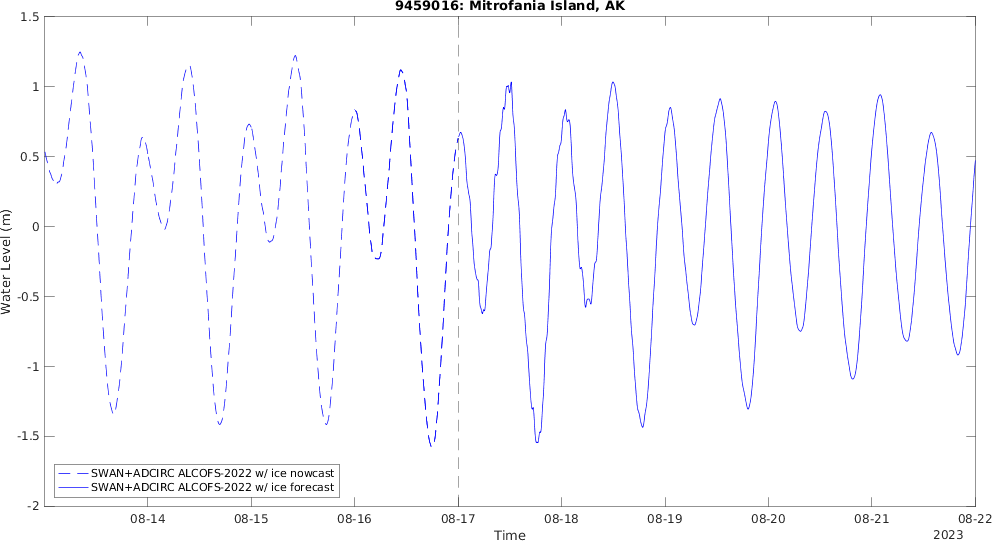 9459016: Mitrofania Island, AK
1.5
1
0.5
0
-0.5
-1
-1.5
-2
Water Level (m)
SWAN+ADCIRC ALCOFS-2022 w/ ice nowcast
SWAN+ADCIRC ALCOFS-2022 w/ ice forecast
08-14 08-15 08-16 08-17 08-18 08-19 08-20 08-21 08-22
Time
2023